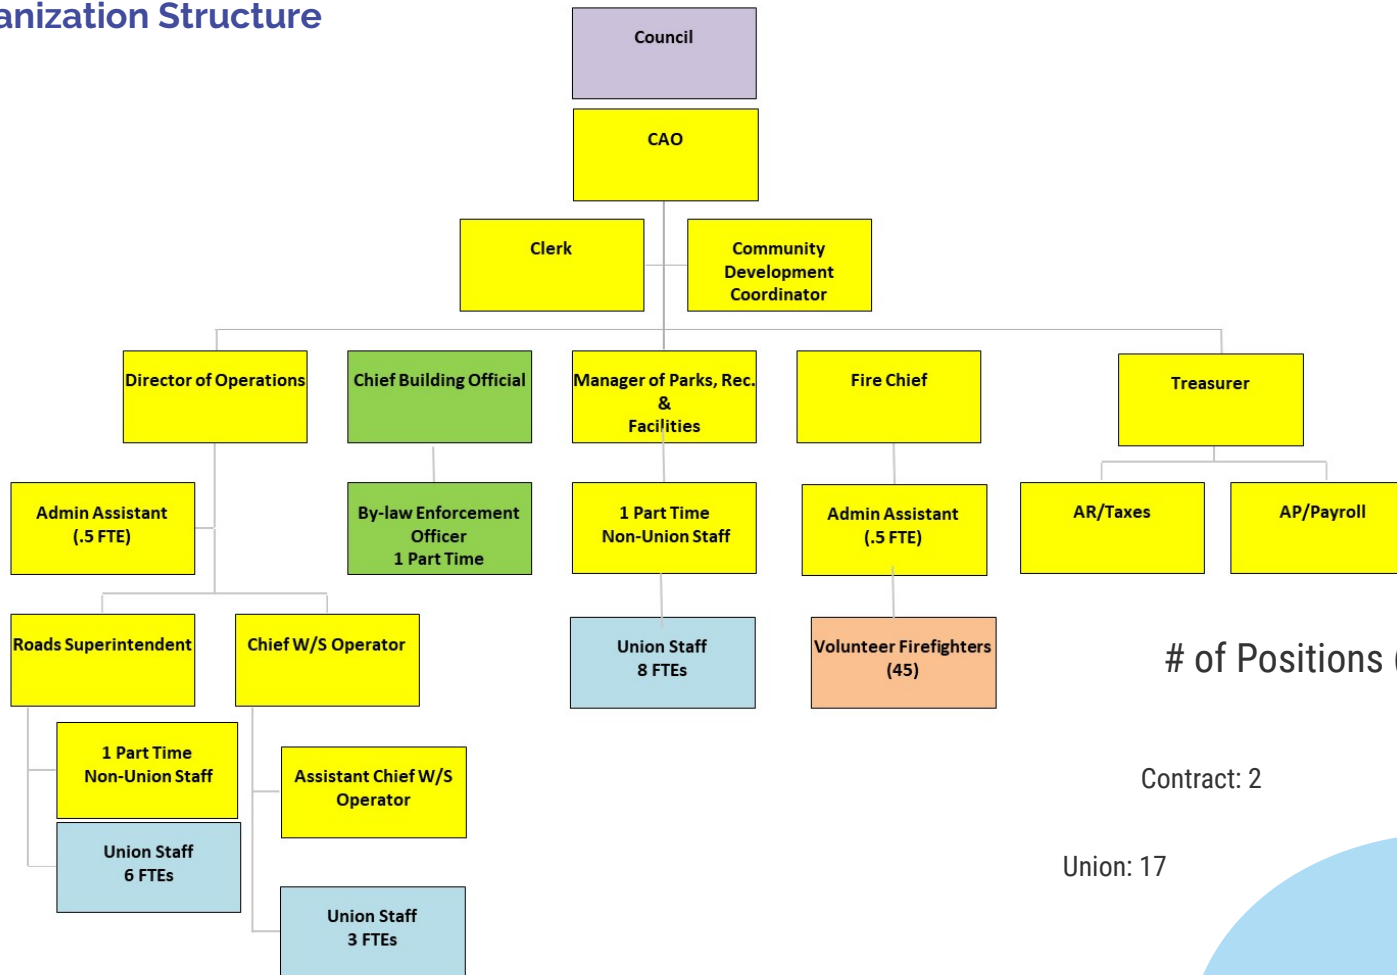 anization Structure
Council
CAO
Clerk
Community
Development
Coordinator
Director of Operations
Chief Building Official
Manager of Parks, Rec.
&
Facilities
Fire Chief
Treasurer
Admin Assistant
(.5 FTE)
By-law Enforcement
Officer
1 Part Time
1 Part Time
Non-Union Staff
Admin Assistant
(.5 FTE)
AR/Taxes
AP/Payroll
Roads Superintendent
Chief W/S Operator
Union Staff
8 FTEs
Volunteer Firefighters
(45)
# of Positions (
1 Part Time
Non-Union Staff
Assistant Chief W/S
Operator
Contract: 2
Union Staff
6 FTEs
Union: 17
Union Staff
3 FTEs